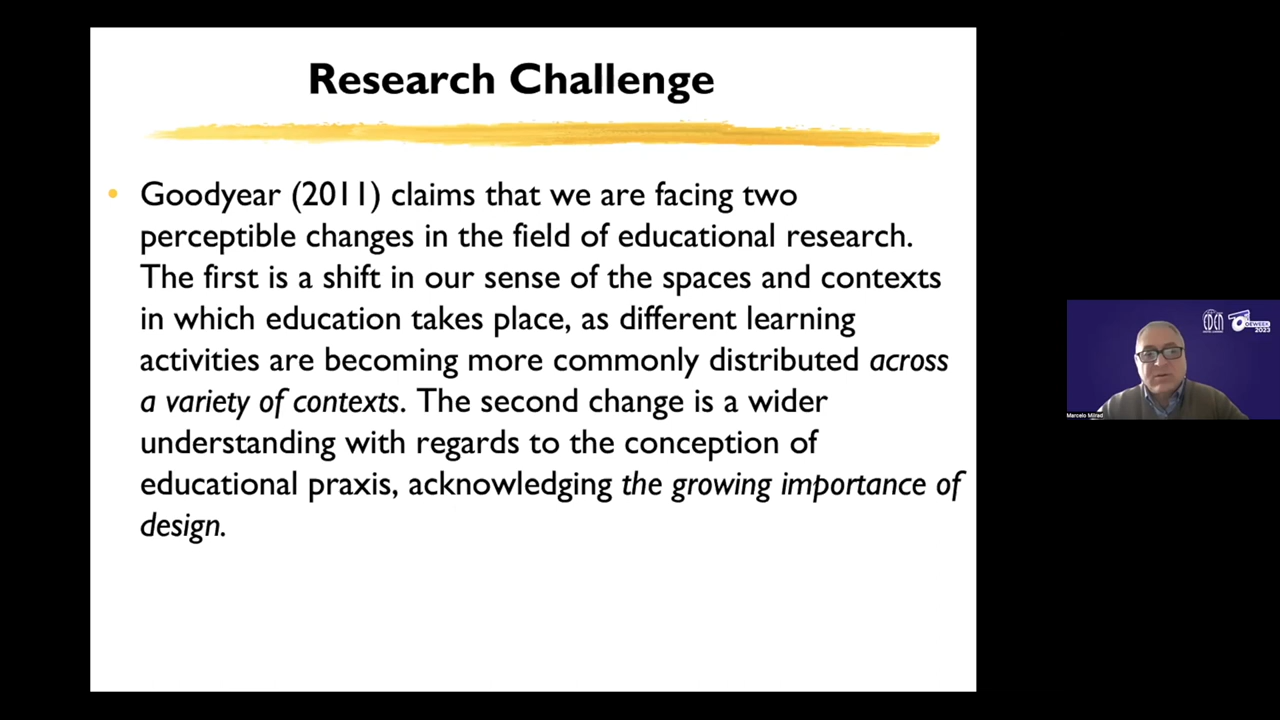 Research Challenge
• Goodyear (2011) claims that we are facing two
perceptible changes in the field of educational research.
The first is a shift in our sense of the spaces and contexts
in which education takes place, as different learning
activities are becoming more commonly distributed across
a variety of contexts. The second change is a wider
understanding with regards to the conception of
educational praxis, acknowledging the growing importance of
design.
EDEN
OEWEEK
2023
Marcelo Milrad